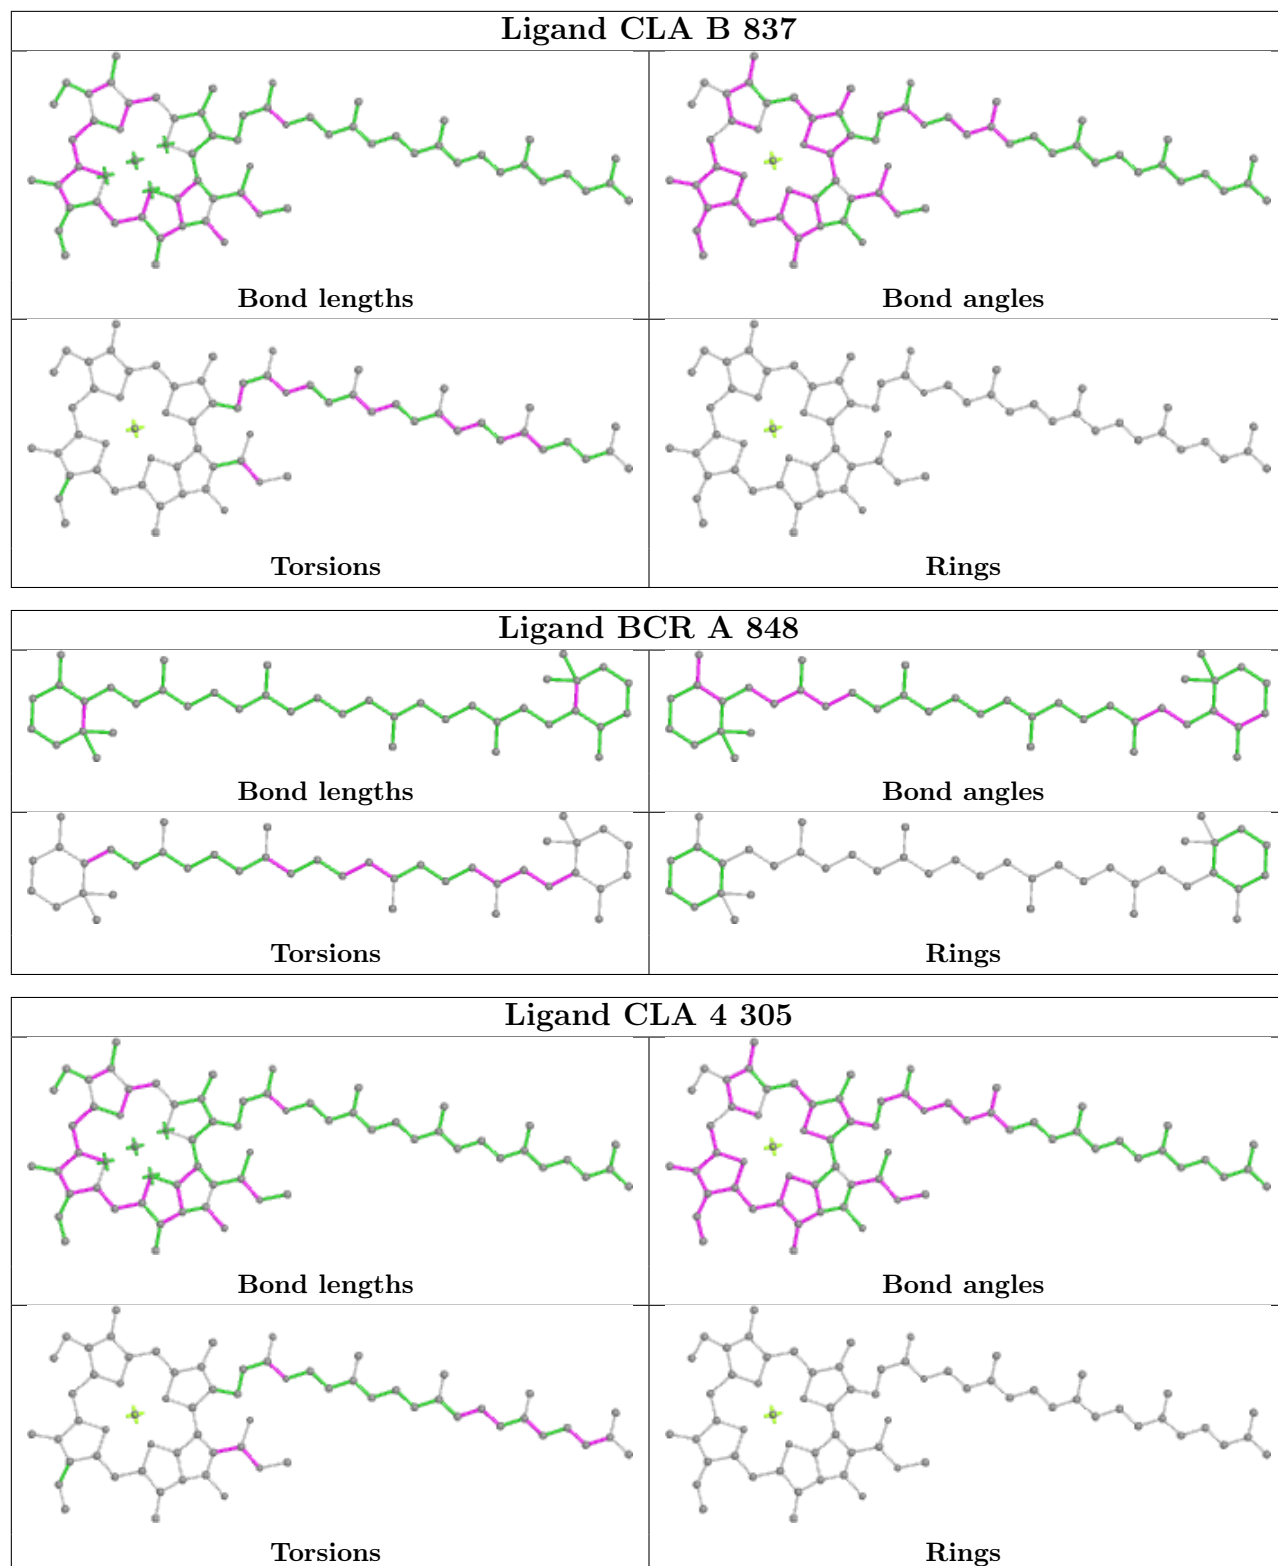 Ligand CLA B 837
Bond lengths
Bond angles
Torsions
Rings
Ligand BCR A 848
Bond lengths
Bond angles
Torsions
Rings
Ligand CLA 4 305
Bond lengths
Bond angles
Torsions
Rings